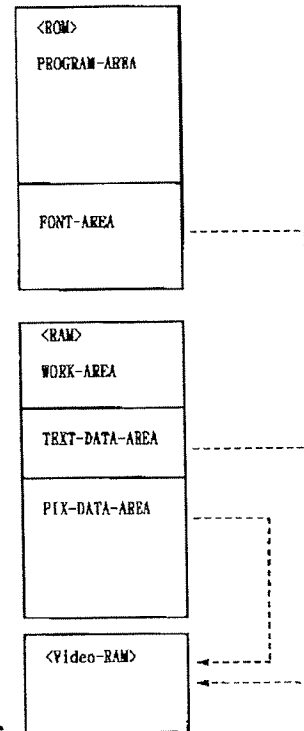 <ROM>
PROGRAM-AREA
FONT-AREA
<RAM>
WORK-AREA
TEXT-DATA-AREA
PIX-DATA-AREA
<Video-RAM>